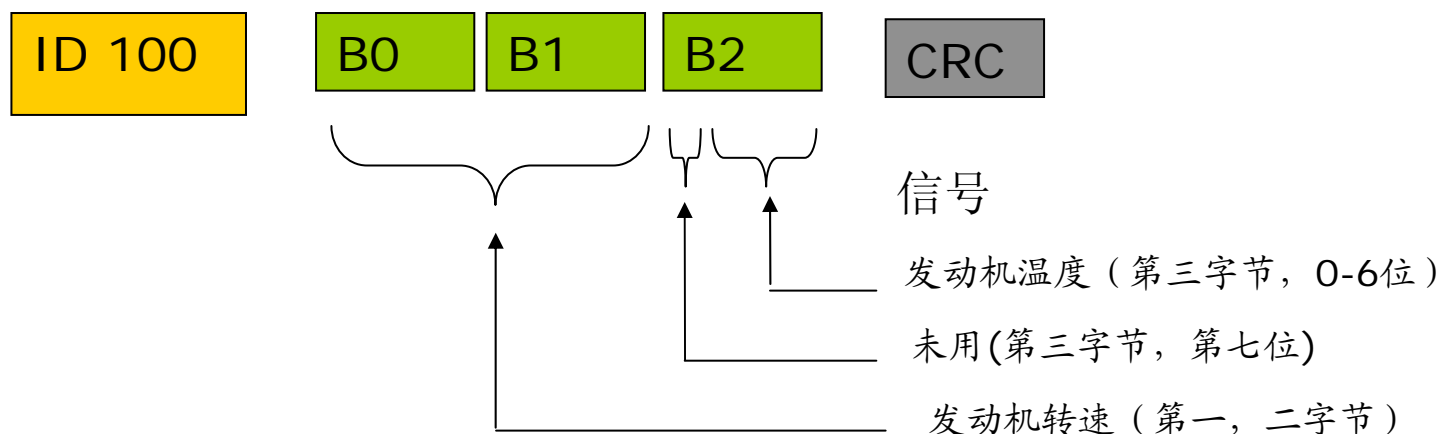 ID 100 B0 B1 B2 CRC
信号
发动机温度（第三字节，0-6位）
未用(第三字节，第七位)
发动机转速（第一，二字节）